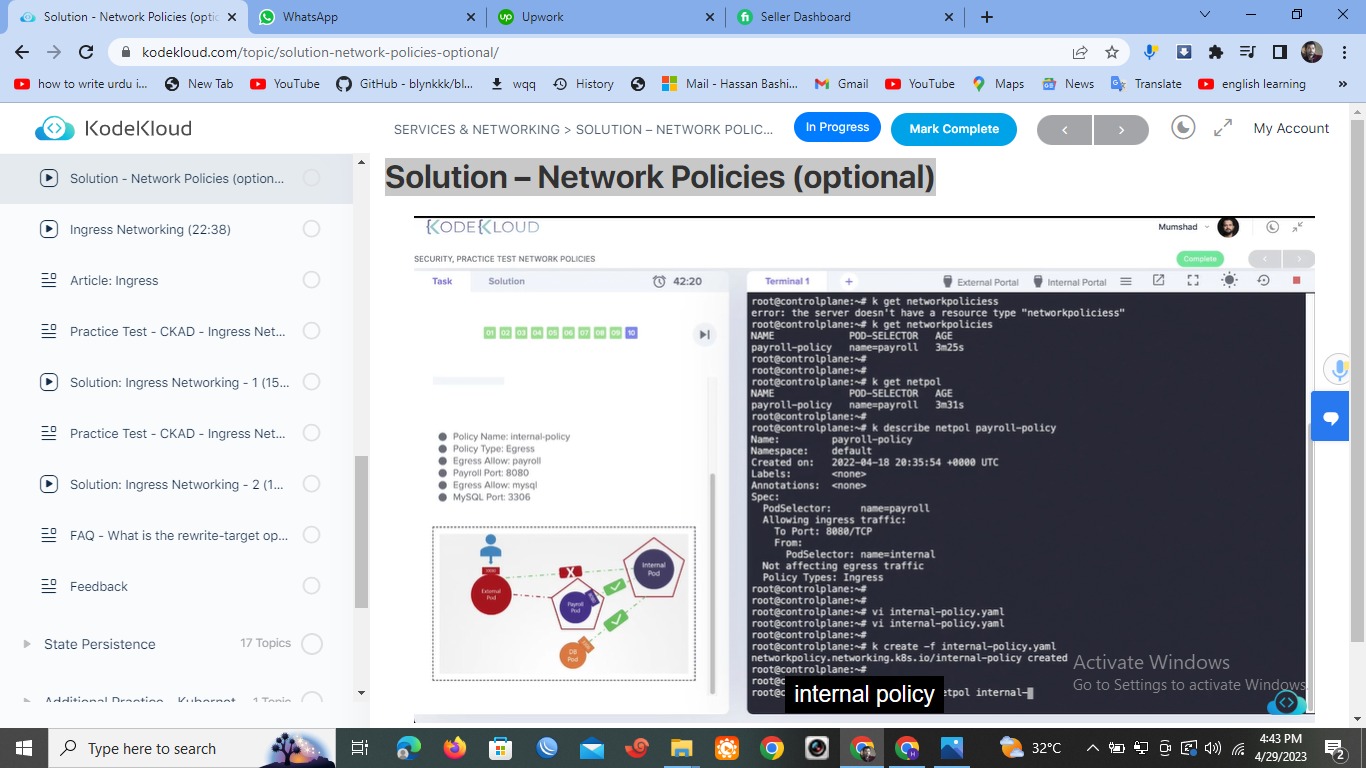 Solution - Network Policies (optic
WhatsApp
Upwork
Seller Dashboard
kodekloud.com/topic/solution-network-policies-optional/
how to write urdu i...
New Tab
YouTube
GitHub - blynkkk/bl...
wqq
History
Mail - Hassan Bashi...
Gmail
YouTube
Maps
News
Translate
english learning
KodeKloud
SERVICES & NETWORKING > SOLUTION – NETWORK POLIC...
In Progress
Mark Complete
My Account
Solution - Network Policies (option...
Ingress Networking (22:38)
Article: Ingress
Practice Test - CKAD - Ingress Net...
Solution: Ingress Networking - 1 (15...
Practice Test - CKAD - Ingress Net...
Solution: Ingress Networking - 2 (1...
FAQ - What is the rewrite-target op...
Feedback
State Persistence
17 Topics
Additional Practice - Kubernet
1 Topic
Solution – Network Policies (optional)
KODEKLOUD
Mumshad
SECURITY, PRACTICE TEST NETWORK POLICIES
Complete
Task
Solution
42:20
01 02 03 04 05 06 07 08 09 10
Policy Name: internal-policy
Policy Type: Egress
Egress Allow: payroll
Payroll Port: 8080
Egress Allow: mysql
MySQL Port: 3306
External Pod
Internal Pod
Payroll Pod
DB Pod
Terminal 1
+
External Portal
Internal Portal
root@controlplane:~# k get networkpoliciess
error: the server doesn't have a resource type "networkpoliciess"
root@controlplane:~# k get networkpolicies
NAME POD-SELECTOR AGE
payroll-policy name=payroll 3m25s
root@controlplane:~#
root@controlplane:~#
root@controlplane:~# k get netpol
NAME POD-SELECTOR AGE
payroll-policy name=payroll 3m31s
root@controlplane:~#
root@controlplane:~# k describe netpol payroll-policy
Name: payroll-policy
Namespace: default
Created on: 2022-04-18 20:35:54 +0000 UTC
Labels: <none>
Annotations: <none>
Spec:
PodSelector: name=payroll
Allowing ingress traffic:
To Port: 8080/TCP
From:
PodSelector: name=internal
Not affecting egress traffic
Policy Types: Ingress
root@controlplane:~#
root@controlplane:~#
root@controlplane:~# vi internal-policy.yaml
root@controlplane:~# vi internal-policy.yaml
root@controlplane:~#
root@controlplane:~# k create -f internal-policy.yaml
networkpolicy.networking.k8s.io/internal-policy created
root@controlplane:~#
root@c
root@c etpol internal-
internal policy
Activate Windows
Go to Settings to activate Windows.
Type here to search
32°C
4:43 PM
4/29/2023
2